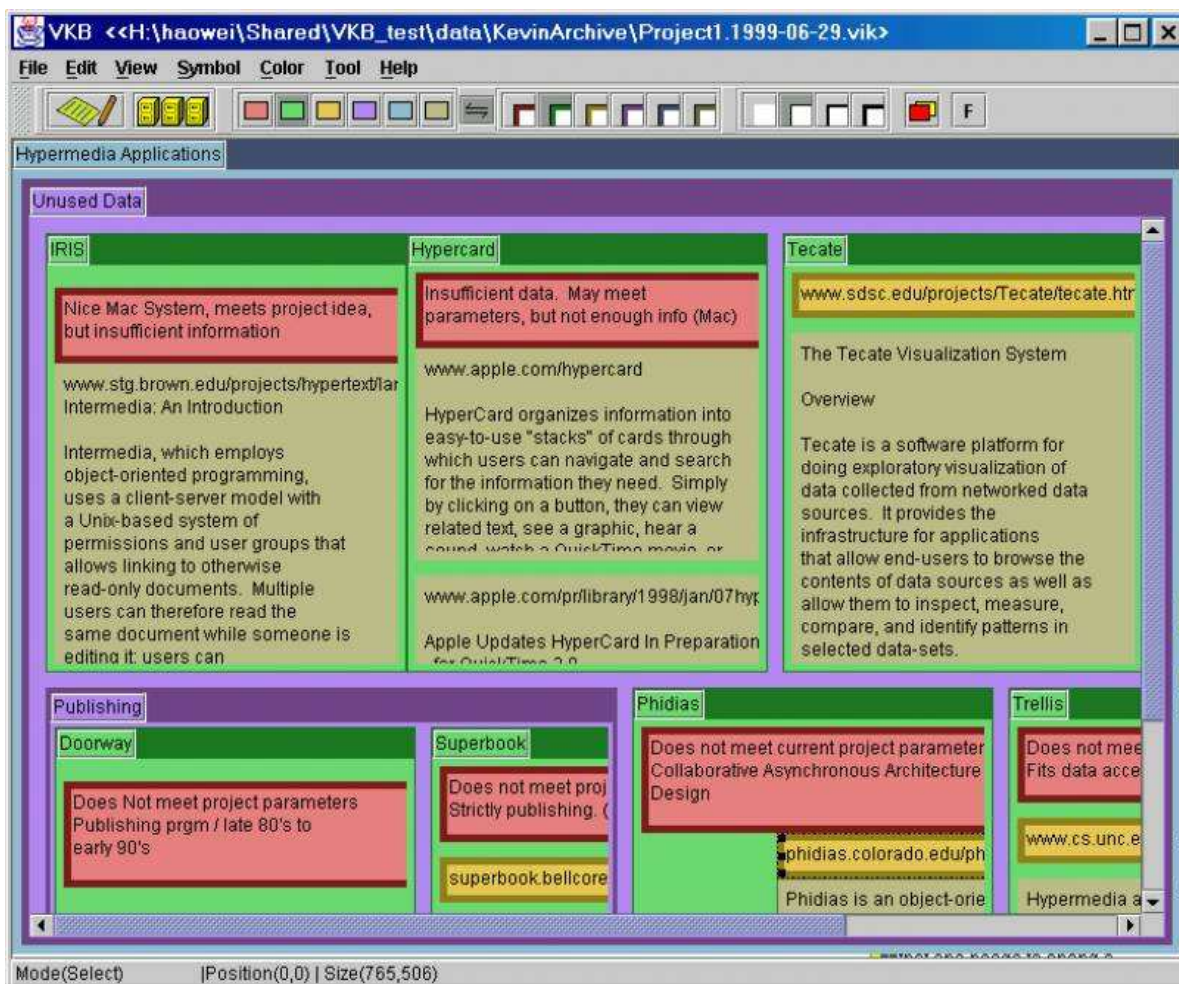 VKB <<H:\haowei\Shared\VKB_test\data\KevinArchive\Project1.1999-06-29.vik>
File Edit View Symbol Color Tool Help
F
Hypermedia Applications
Unused Data
IRIS
Nice Mac System, meets project idea,
but insufficient information
www.stg.brown.edu/projects/hypertext/lan
Intermedia: An Introduction
Intermedia, which employs
object-oriented programming,
uses a client-server model with
a Unix-based system of
permissions and user groups that
allows linking to otherwise
read-only documents.  Multiple
users can therefore read the
same document while someone is
editing it; users can
Hypercard
Insufficient data.  May meet
parameters, but not enough info (Mac)
www.apple.com/hypercard
HyperCard organizes information into
easy-to-use "stacks" of cards through
which users can navigate and search
for the information they need.  Simply
by clicking on a button, they can view
related text, see a graphic, hear a
sound, watch a QuickTime movie, or
www.apple.com/pr/library/1998/jan/07hyp
Apple Updates HyperCard In Preparation
for QuickTime 3.0
Tecate
www.sdsc.edu/projects/Tecate/tecate.htm
The Tecate Visualization System
Overview
Tecate is a software platform for
doing exploratory visualization of
data collected from networked data
sources.  It provides the
infrastructure for applications
that allow end-users to browse the
contents of data sources as well as
allow them to inspect, measure,
compare, and identify patterns in
selected data-sets.
Publishing
Doorway
Does Not meet project parameters
Publishing prgm / late 80's to
early 90's
Superbook
Does not meet proj
Strictly publishing. (
superbook.bellcore
Phidias
Does not meet current project parameter
Collaborative Asynchronous Architecture
Design
phidias.colorado.edu/ph
Phidias is an object-orie
Trellis
Does not mee
Fits data acce
www.cs.unc.e
Hypermedia a
Mode(Select) |Position(0,0) | Size(765,506)